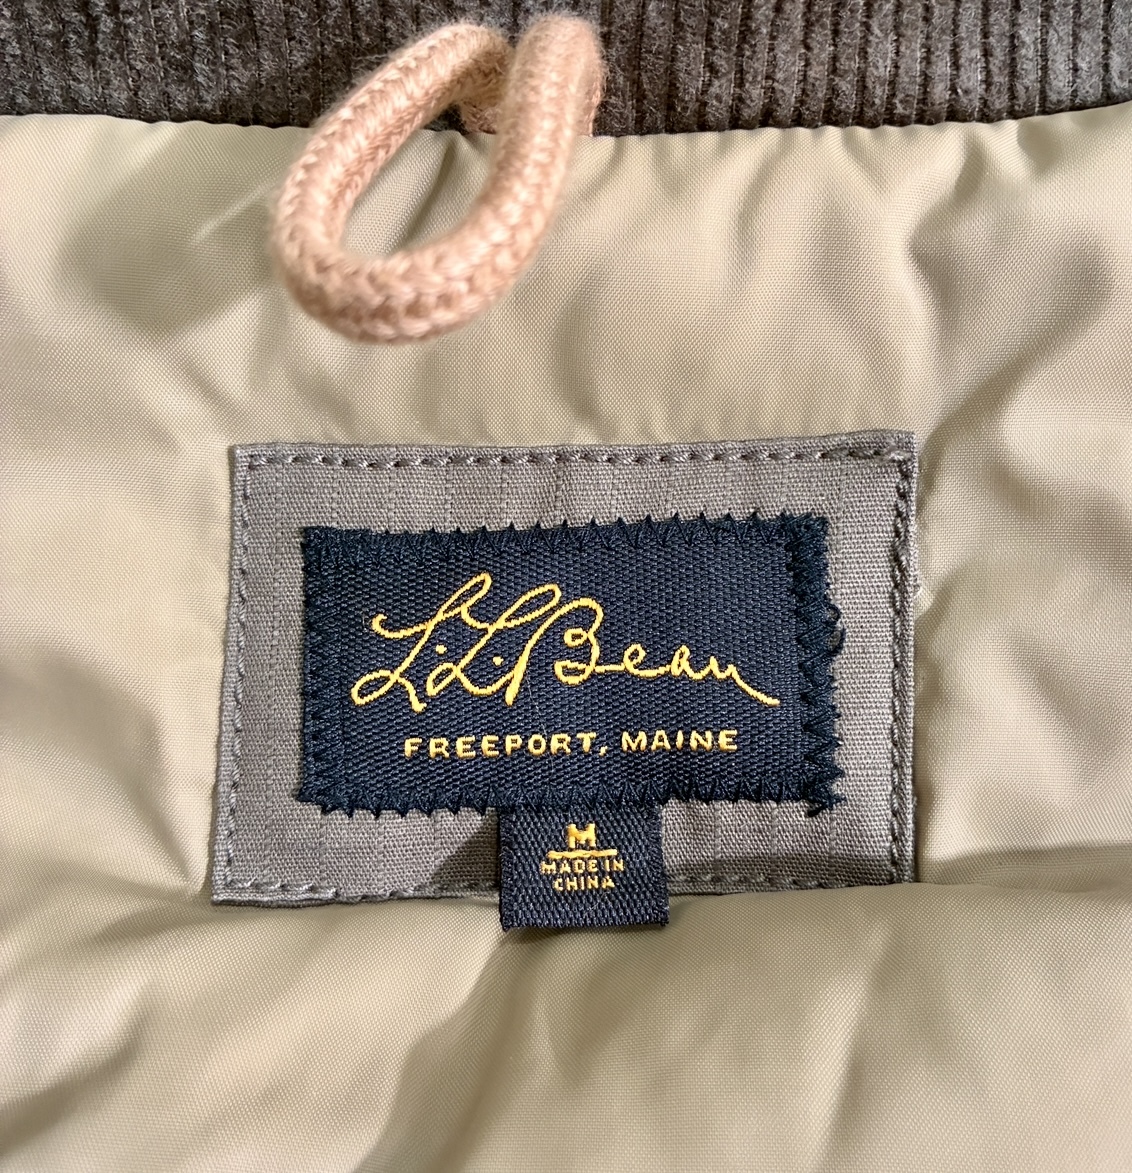 L.L.Bean
FREEPORT, MAINE
M
MADE IN
CHINA